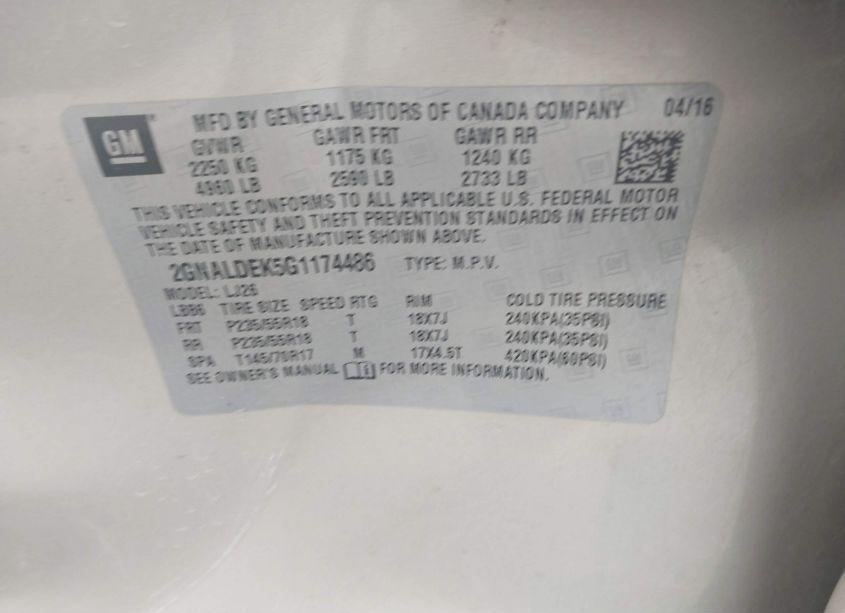 GM
MFD BY GENERAL MOTORS OF CANADA COMPANY 04/16
GVWR GAWR FRT GAWR RR
2250 KG 1175 KG 1240 KG
4960 LB 2590 LB 2733 LB
THIS VEHICLE CONFORMS TO ALL APPLICABLE U.S. FEDERAL MOTOR
VEHICLE SAFETY AND THEFT PREVENTION STANDARDS IN EFFECT ON
THE DATE OF MANUFACTURE SHOWN ABOVE.
2GNALDEK5G1174486 TYPE: M.P.V.
MODEL: LJ26
TIRE SIZE SPEED RTG RIM COLD TIRE PRESSURE
FRT P235/55R18 T 18X7J 240KPA(35PSI)
RR P235/55R18 T 18X7J 240KPA(35PSI)
SPA T145/70R17 M 17X4.5T 420KPA(60PSI)
SEE OWNER'S MANUAL FOR MORE INFORMATION.